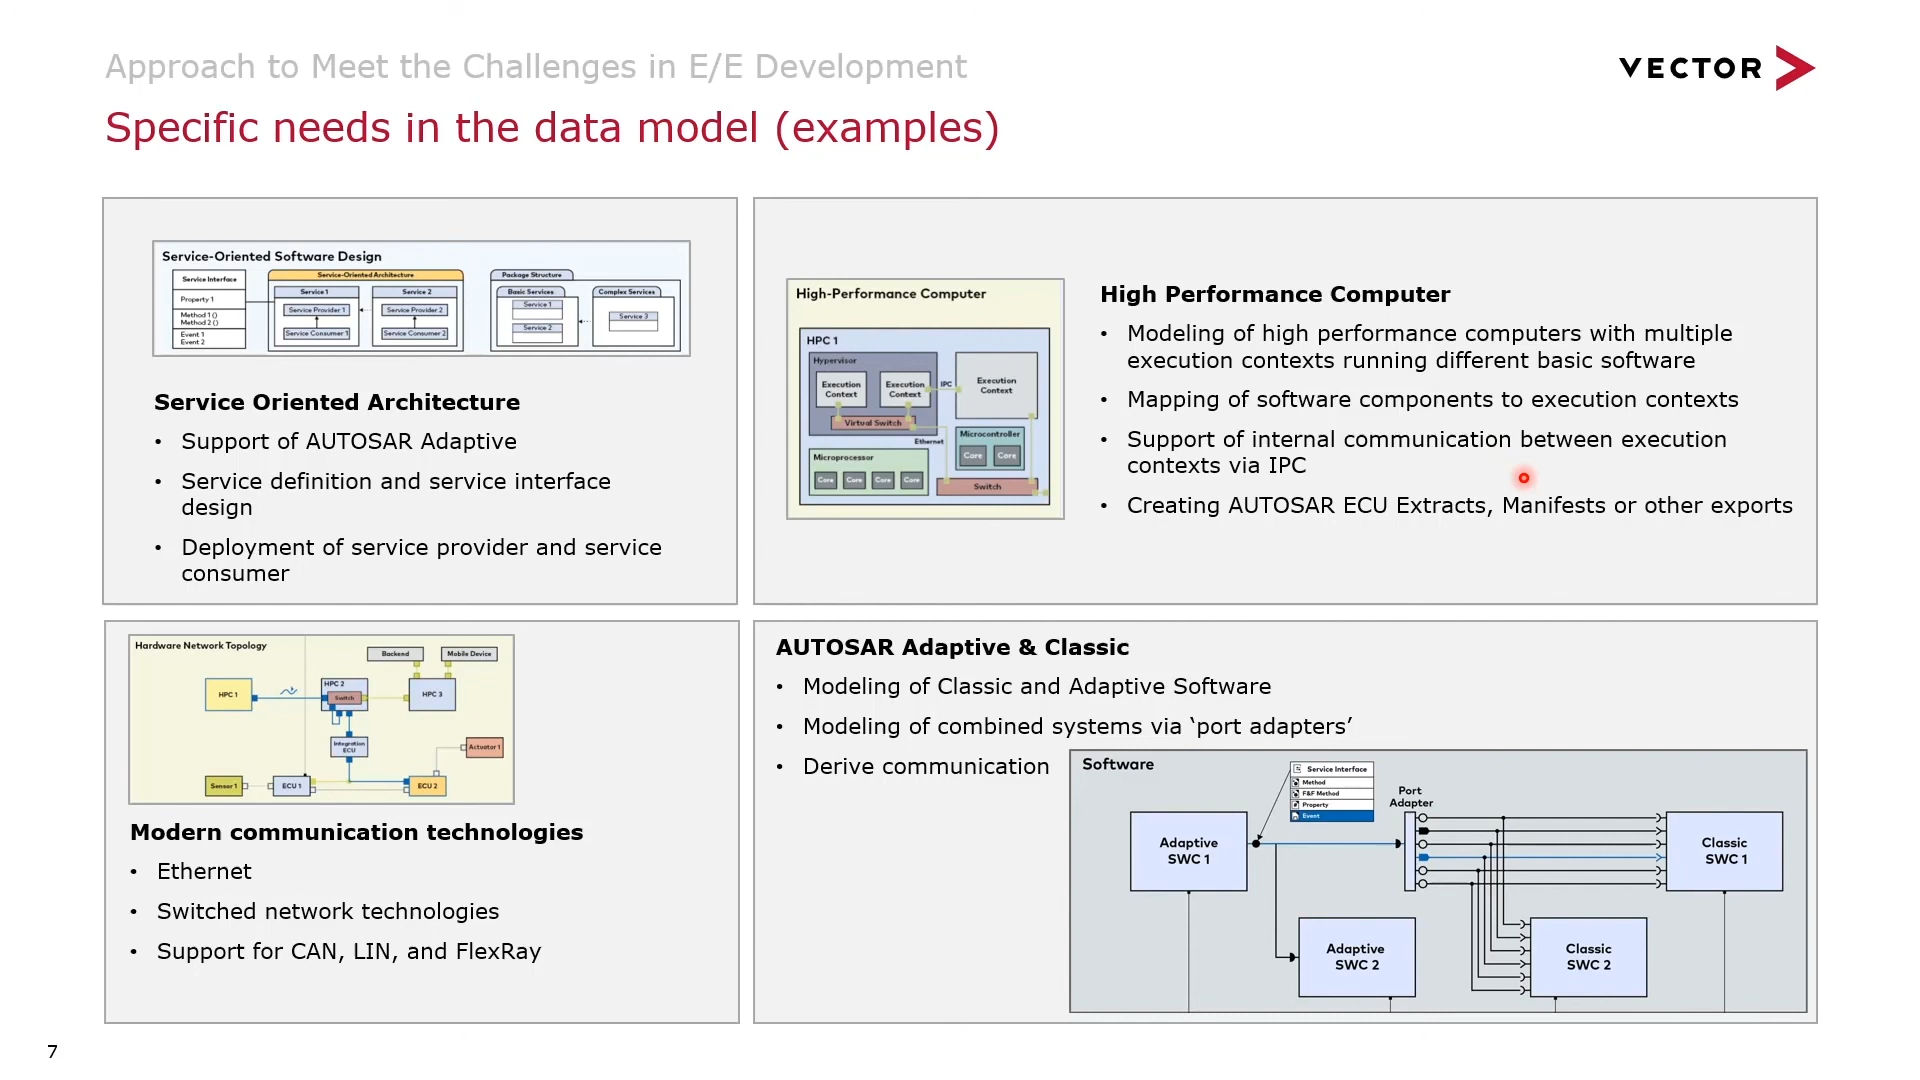 Approach to Meet the Challenges in E/E Development
VECTOR
Specific needs in the data model (examples)
Service-Oriented Software Design
Service Interface
Property 1
Method 1 ()
Method 2 ()
Event 1
Event 2
Service-Oriented Architecture
Service 1
Service Provider 1
Service Consumer 1
Service 2
Service Provider 2
Service Consumer 2
Package Structure
Basic Services
Service 1
Service 2
Complex Services
Service 3
Service Oriented Architecture
• Support of AUTOSAR Adaptive
• Service definition and service interface
design
• Deployment of service provider and service
consumer
High-Performance Computer
HPC 1
Hypervisor
Execution
Context
Execution
Context
IPC
Execution
Context
Virtual Switch
Ethernet
Microcontroller
Core
Core
Microprocessor
Core
Core
Core
Core
Switch
High Performance Computer
• Modeling of high performance computers with multiple
execution contexts running different basic software
• Mapping of software components to execution contexts
• Support of internal communication between execution
contexts via IPC
• Creating AUTOSAR ECU Extracts, Manifests or other exports
Hardware Network Topology
Backend
Mobile Device
HPC 1
HPC 2
Switch
HPC 3
Integration
ECU
Actuator 1
Sensor 1
ECU 1
ECU 2
Modern communication technologies
• Ethernet
• Switched network technologies
• Support for CAN, LIN, and FlexRay
AUTOSAR Adaptive & Classic
• Modeling of Classic and Adaptive Software
• Modeling of combined systems via ‘port adapters’
• Derive communication
Software
Service Interface
Method
F&F Method
Property
Event
Port
Adapter
Adaptive
SWC 1
Classic
SWC 1
Adaptive
SWC 2
Classic
SWC 2
7